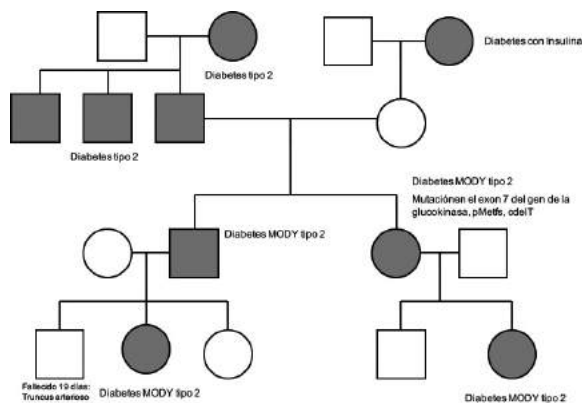 Diabetes tipo 2
Diabetes con Insulina
Diabetes tipo 2
Diabetes MODY tipo 2
Mutaciónen el exon 7 del gen de la
glucokinasa, pMetfs, cdelT
Diabetes MODY tipo 2
Fallecido 19 días:
Truncus arterioso
Diabetes MODY tipo 2
Diabetes MODY tipo 2